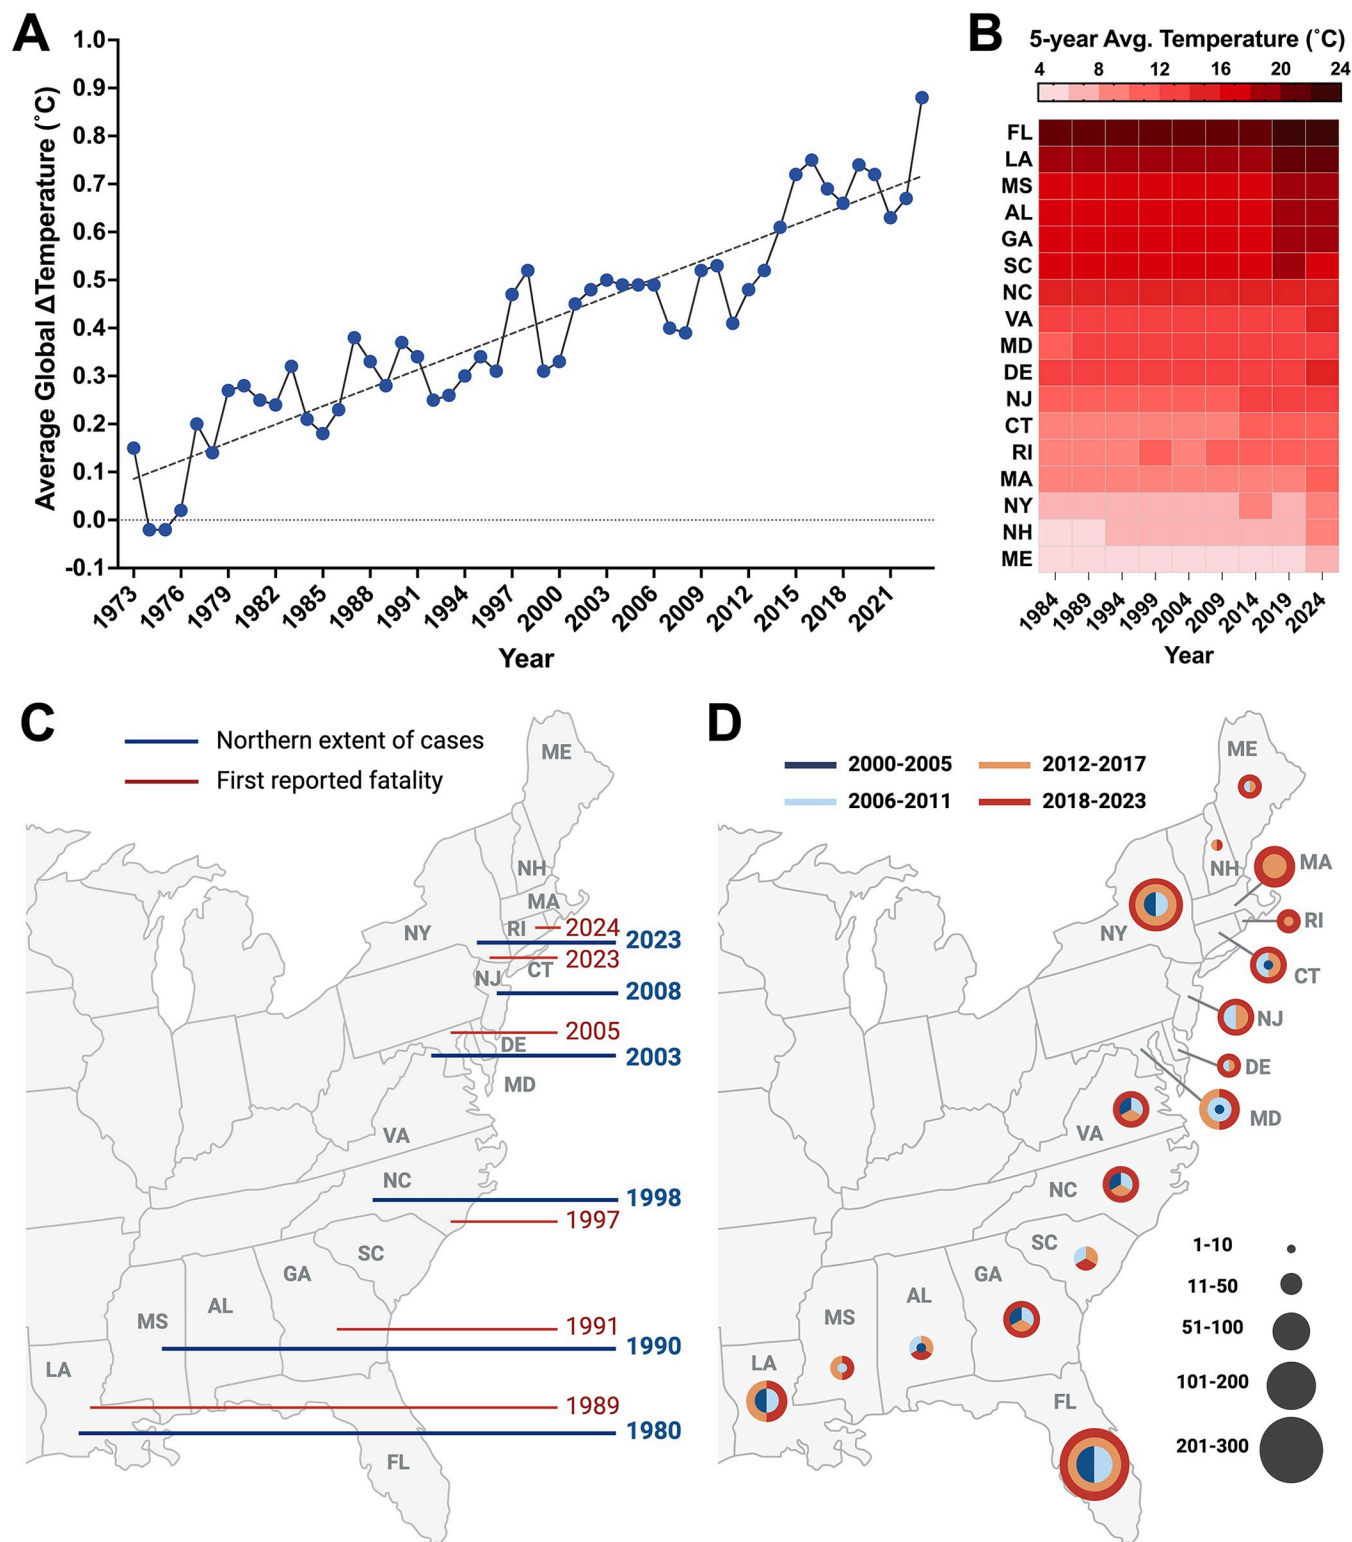 A
Average Global ΔTemperature (˚C)
1.0
0.9
0.8
0.7
0.6
0.5
0.4
0.3
0.2
0.1
0.0
-0.1
1973 1976 1979 1982 1985 1988 1991 1994 1997 2000 2003 2006 2009 2012 2015 2018 2021
Year
B
5-year Avg. Temperature (˚C)
4 8 12 16 20 24
FL
LA
MS
AL
GA
SC
NC
VA
MD
DE
NJ
CT
RI
MA
NY
NH
ME
1984 1989 1994 1999 2004 2009 2014 2019 2024
Year
C
Northern extent of cases
First reported fatality
ME
NH
MA
RI 2024
NY 2023
2023
CT
NJ
2008
2005
DE
2003
MD
VA
NC
1998
1997
SC
GA
AL
MS
1991
1990
LA
1989
1980
FL
D
2000-2005 2012-2017
2006-2011 2018-2023
ME
MA
NH
RI
NY
CT
NJ
DE
MD
VA
NC
SC
GA
AL
MS
LA
FL
1-10
11-50
51-100
101-200
201-300